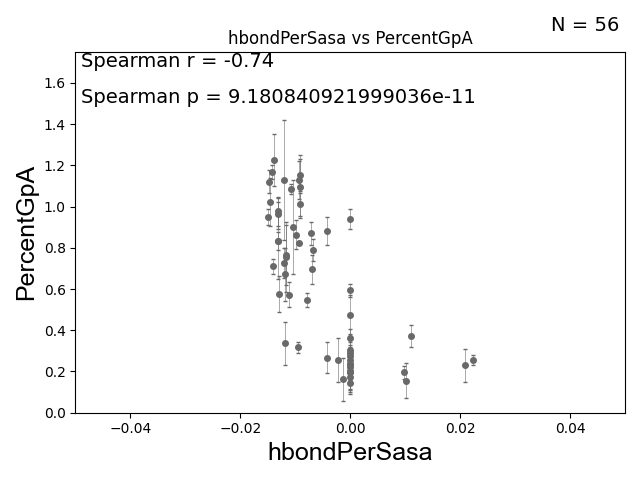 N = 56
hbondPerSasa vs PercentGpA
Spearman r = -0.74
Spearman p = 9.180840921999036e-11
PercentGpA
1.6
1.4
1.2
1.0
0.8
0.6
0.4
0.2
0.0
−0.04 −0.02 0.00 0.02 0.04
hbondPerSasa